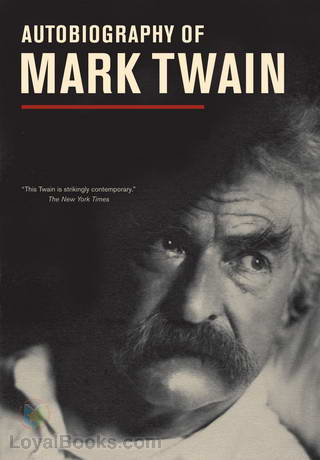 AUTOBIOGRAPHY OF
MARK TWAIN
“This Twain is strikingly contemporary.”
The New York Times
LoyalBooks.com